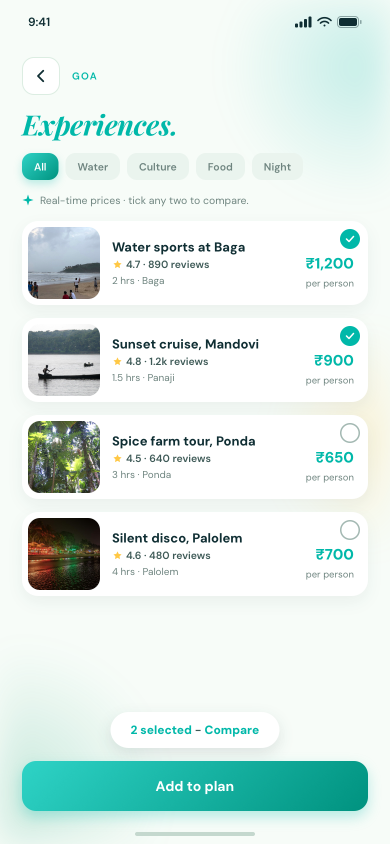 9:41
GOA
Experiences.
All Water Culture Food Night
Real-time prices · tick any two to compare.
Water sports at Baga
4.7 · 890 reviews
2 hrs · Baga
₹1,200
per person
Sunset cruise, Mandovi
4.8 · 1.2k reviews
1.5 hrs · Panaji
₹900
per person
Spice farm tour, Ponda
4.5 · 640 reviews
3 hrs · Ponda
₹650
per person
Silent disco, Palolem
4.6 · 480 reviews
4 hrs · Palolem
₹700
per person
2 selected – Compare
Add to plan